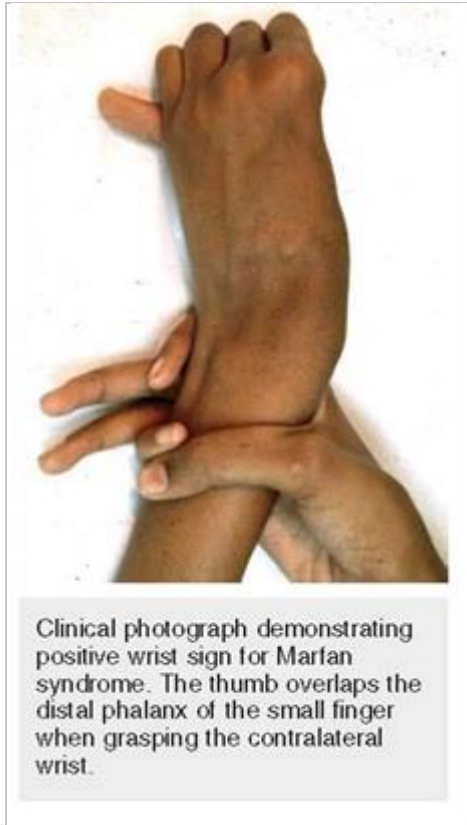 Clinical photograph demonstrating
positive wrist sign for Marfan
syndrome. The thumb overlaps the
distal phalanx of the small finger
when grasping the contralateral
wrist.